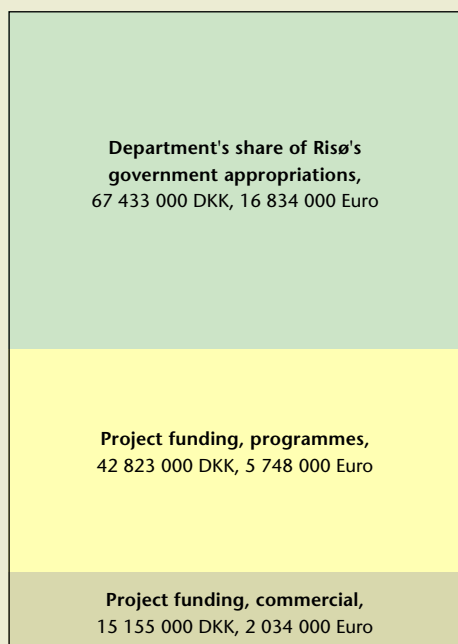 Department's share of Risø's
government appropriations,
67 433 000 DKK, 16 834 000 Euro
Project funding, programmes,
42 823 000 DKK, 5 748 000 Euro
Project funding, commercial,
15 155 000 DKK, 2 034 000 Euro